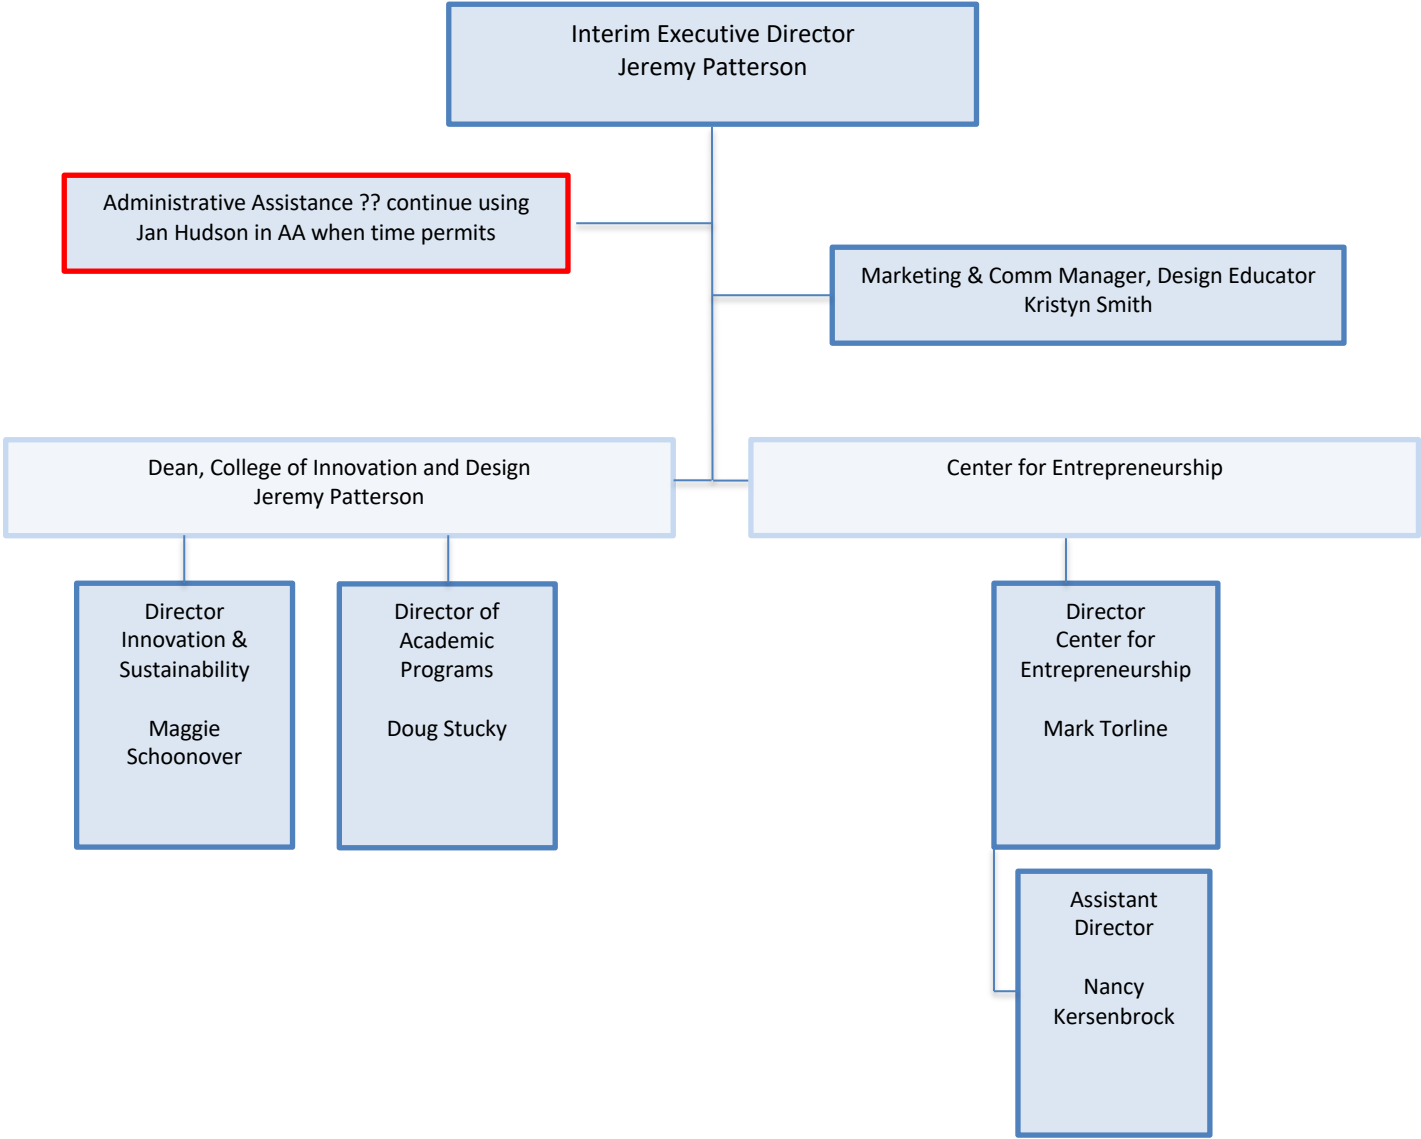 Interim Executive Director
Jeremy Patterson
Administrative Assistance ?? continue using
Jan Hudson in AA when time permits
Marketing & Comm Manager, Design Educator
Kristyn Smith
Dean, College of Innovation and Design
Jeremy Patterson
Center for Entrepreneurship
Director
Innovation &
Sustainability
Maggie
Schoonover
Director of
Academic
Programs
Doug Stucky
Director
Center for
Entrepreneurship
Mark Torline
Assistant
Director
Nancy
Kersenbrock